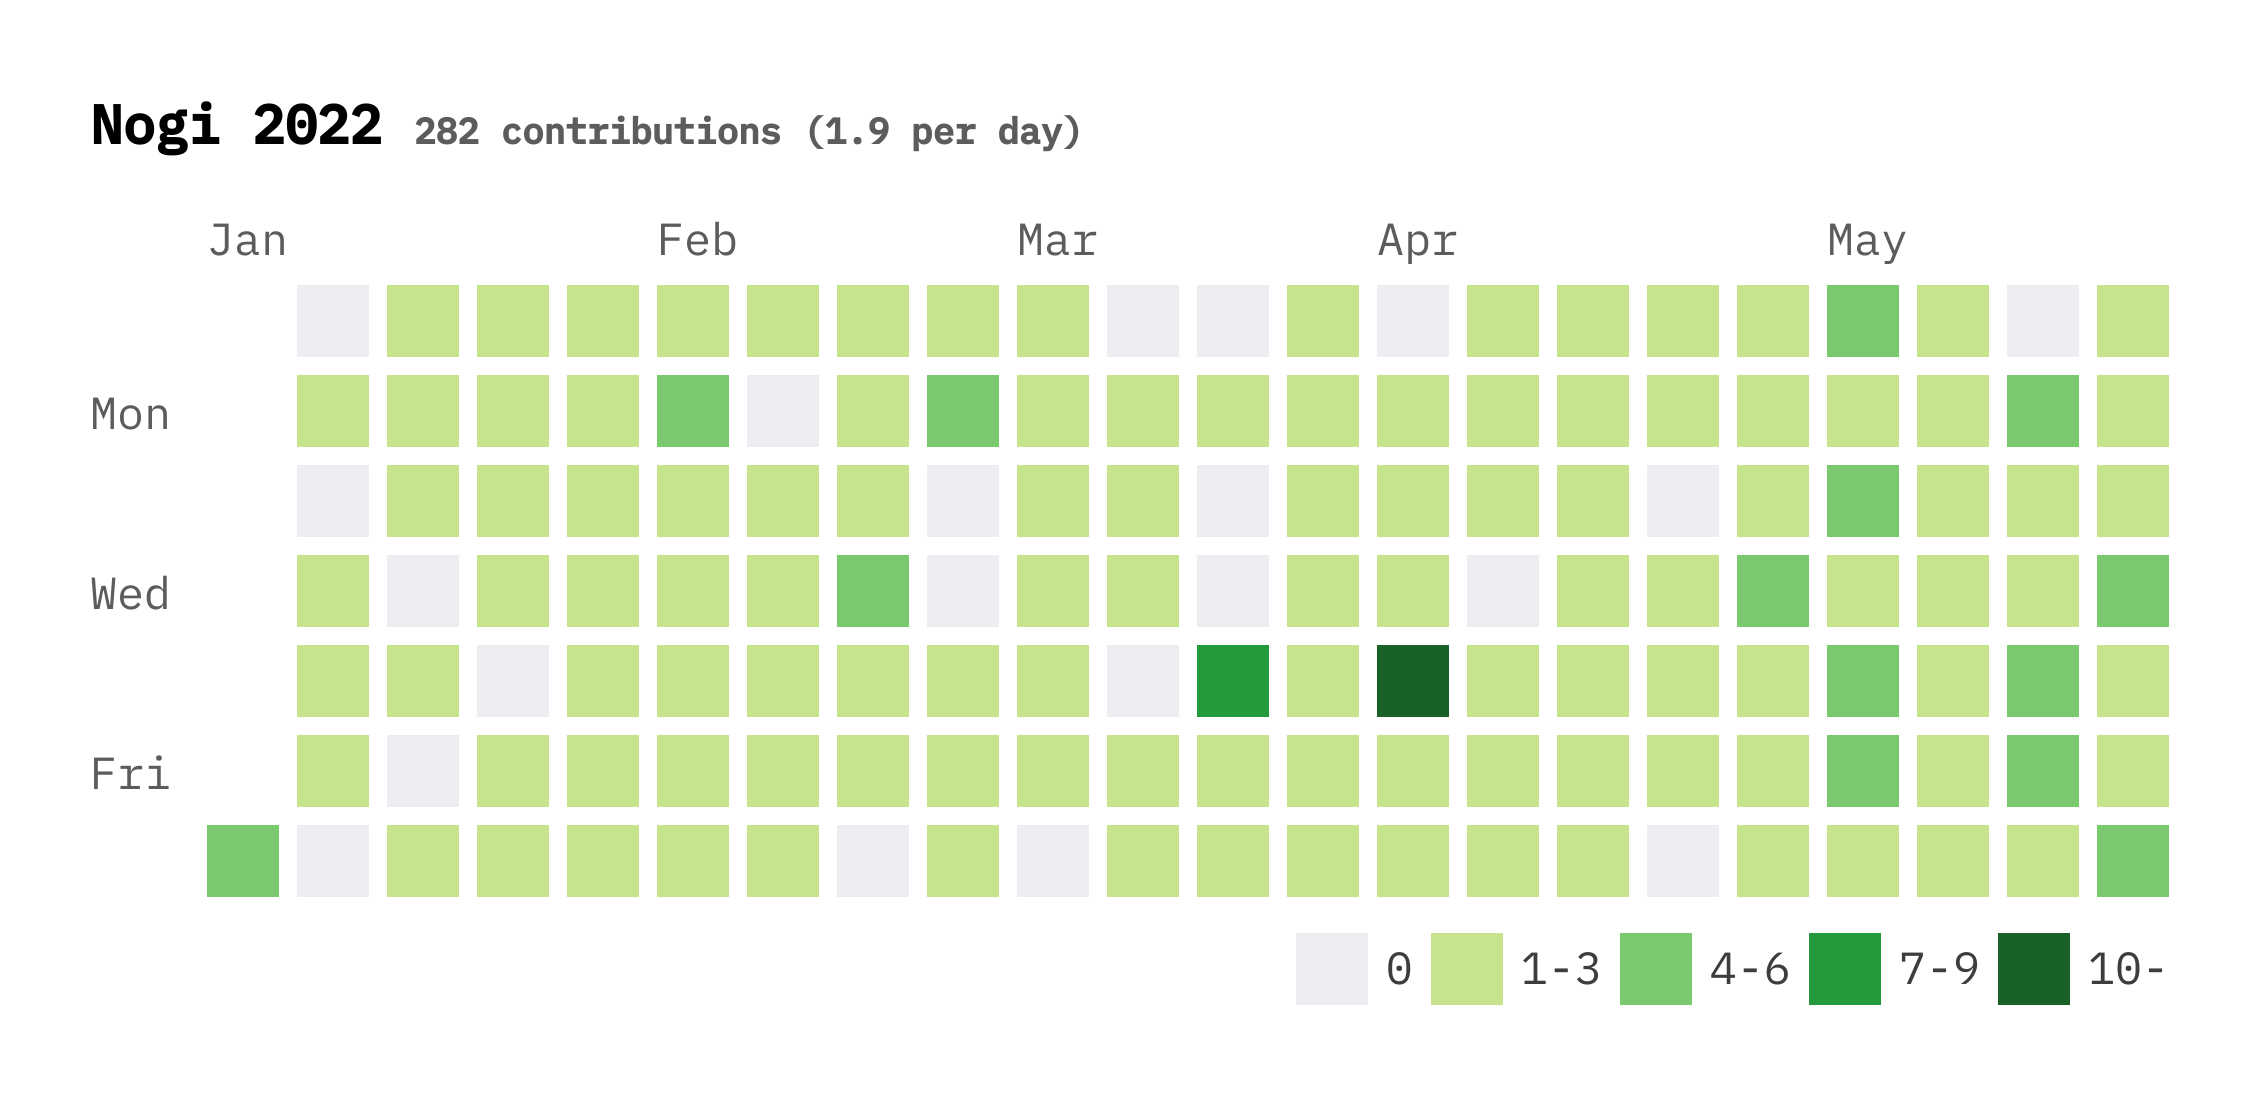 Nogi 2022 282 contributions (1.9 per day)
Jan Feb Mar Apr May
Mon
Wed
Fri
0 1-3 4-6 7-9 10-